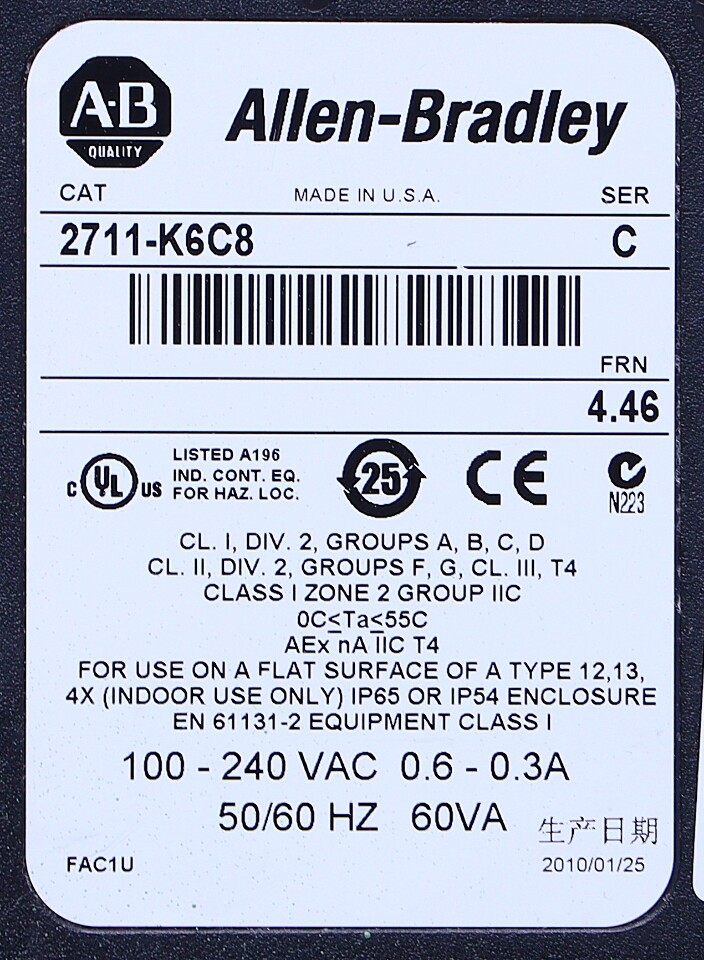 A-B
QUALITY
Allen-Bradley
CAT MADE IN U.S.A. SER
2711-K6C8 C
FRN
4.46
C UL US
LISTED A196
IND. CONT. EQ.
FOR HAZ. LOC.
25
CE
N223
CL. I, DIV. 2, GROUPS A, B, C, D
CL. II, DIV. 2, GROUPS F, G, CL. III, T4
CLASS I ZONE 2 GROUP IIC
0C≤Ta≤55C
AEx nA IIC T4
FOR USE ON A FLAT SURFACE OF A TYPE 12,13,
4X (INDOOR USE ONLY) IP65 OR IP54 ENCLOSURE
EN 61131-2 EQUIPMENT CLASS I
100 - 240 VAC 0.6 - 0.3A
50/60 HZ 60VA
生产日期
FAC1U 2010/01/25